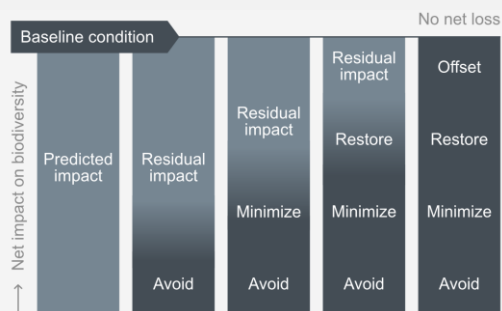 No net loss
Baseline condition
Net impact on biodiversity
Predicted
impact
Residual
impact
Avoid
Residual
impact
Minimize
Avoid
Residual
impact
Restore
Minimize
Avoid
Offset
Restore
Minimize
Avoid